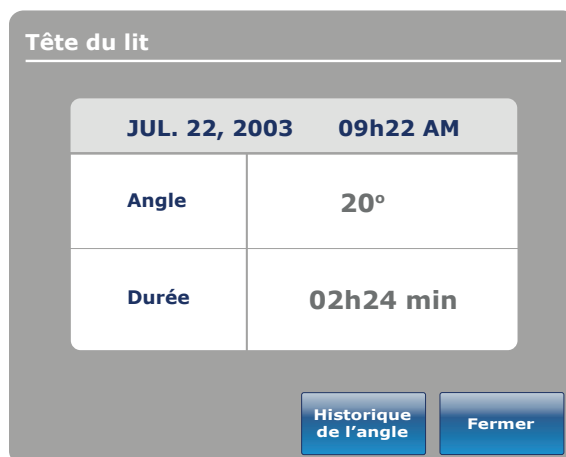 Tête du lit
JUL. 22, 2003 09h22 AM
Angle 20°
Durée 02h24 min
Historique
de l’angle
Fermer